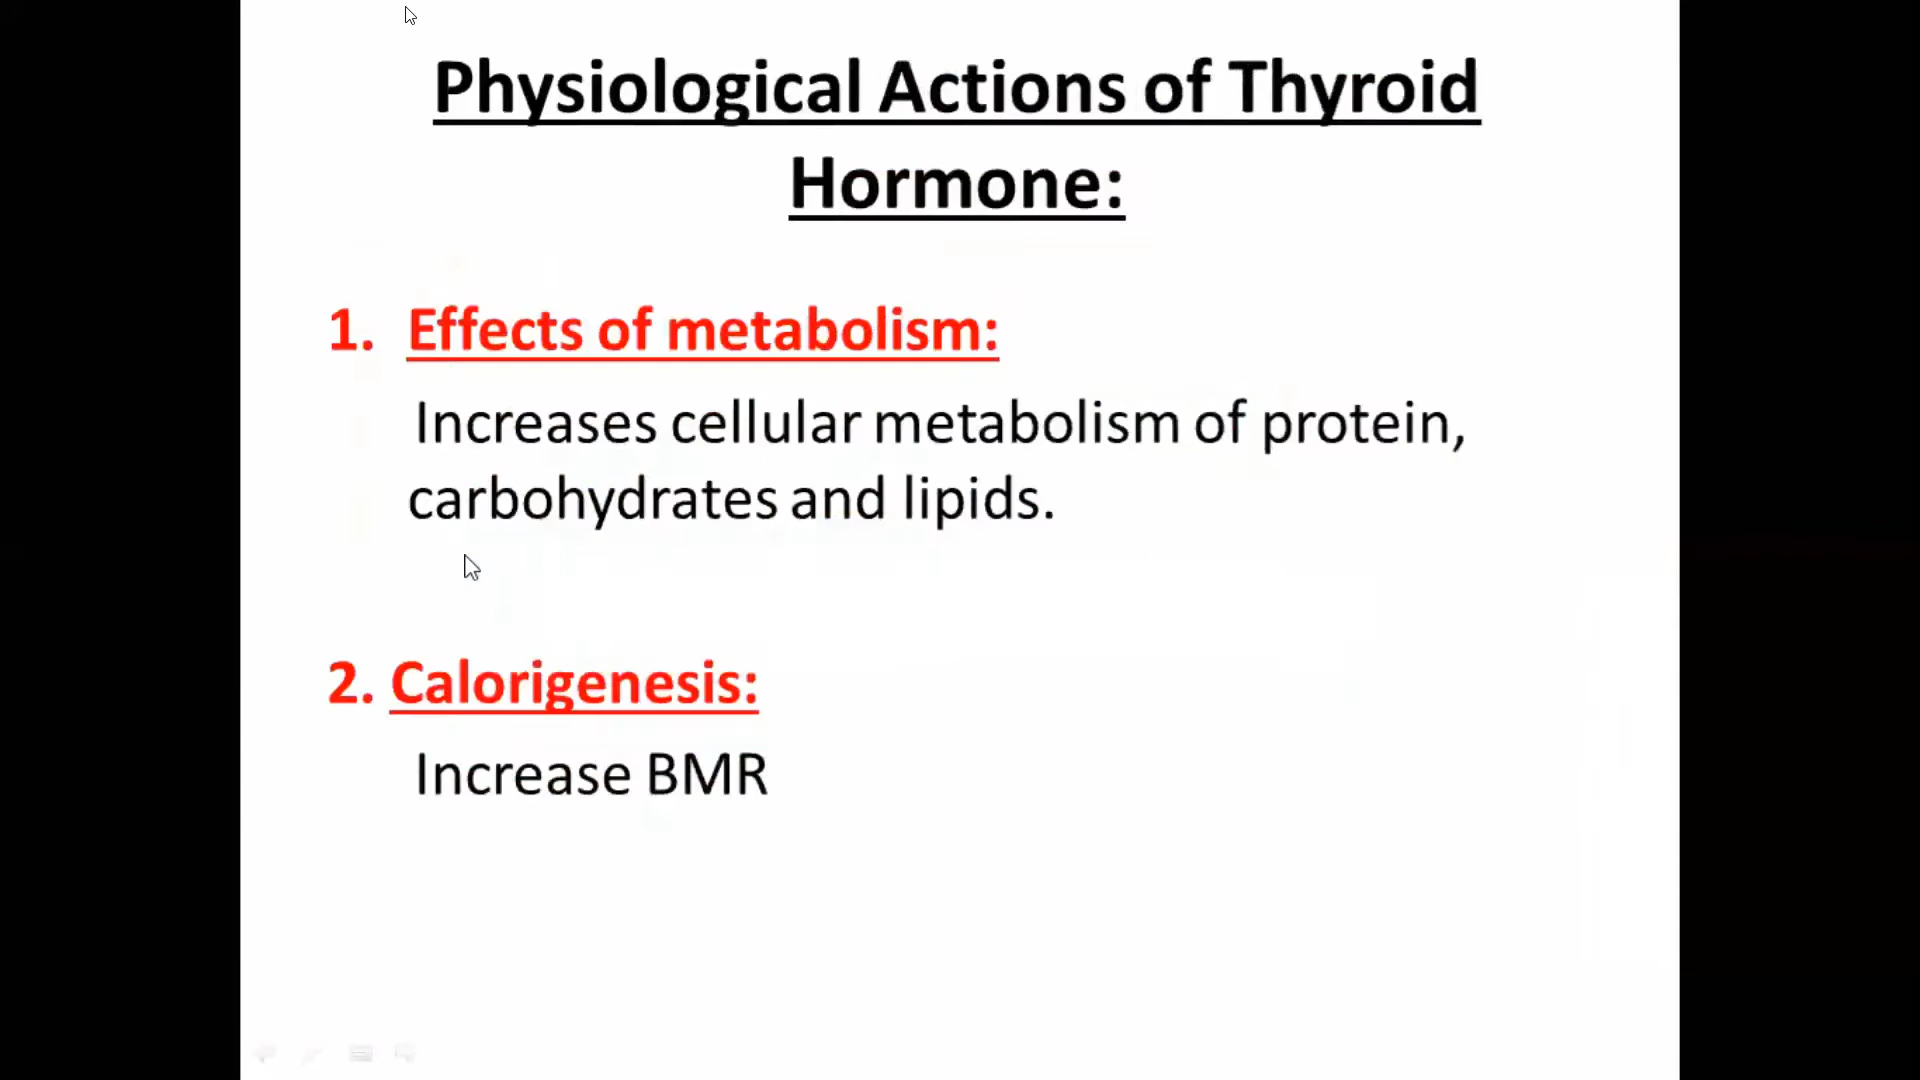 Physiological Actions of Thyroid
Hormone:
1. Effects of metabolism:
Increases cellular metabolism of protein,
carbohydrates and lipids.
2. Calorigenesis:
Increase BMR